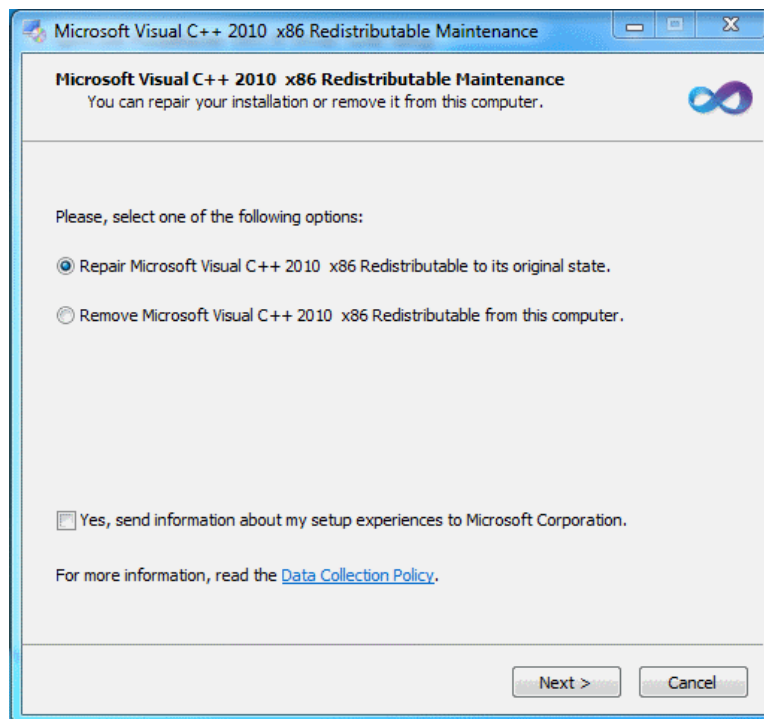 Microsoft Visual C++ 2010  x86 Redistributable Maintenance
Microsoft Visual C++ 2010  x86 Redistributable Maintenance
You can repair your installation or remove it from this computer.
Please, select one of the following options:
Repair Microsoft Visual C++ 2010  x86 Redistributable to its original state.
Remove Microsoft Visual C++ 2010  x86 Redistributable from this computer.
Yes, send information about my setup experiences to Microsoft Corporation.
For more information, read the Data Collection Policy.
Next >
Cancel